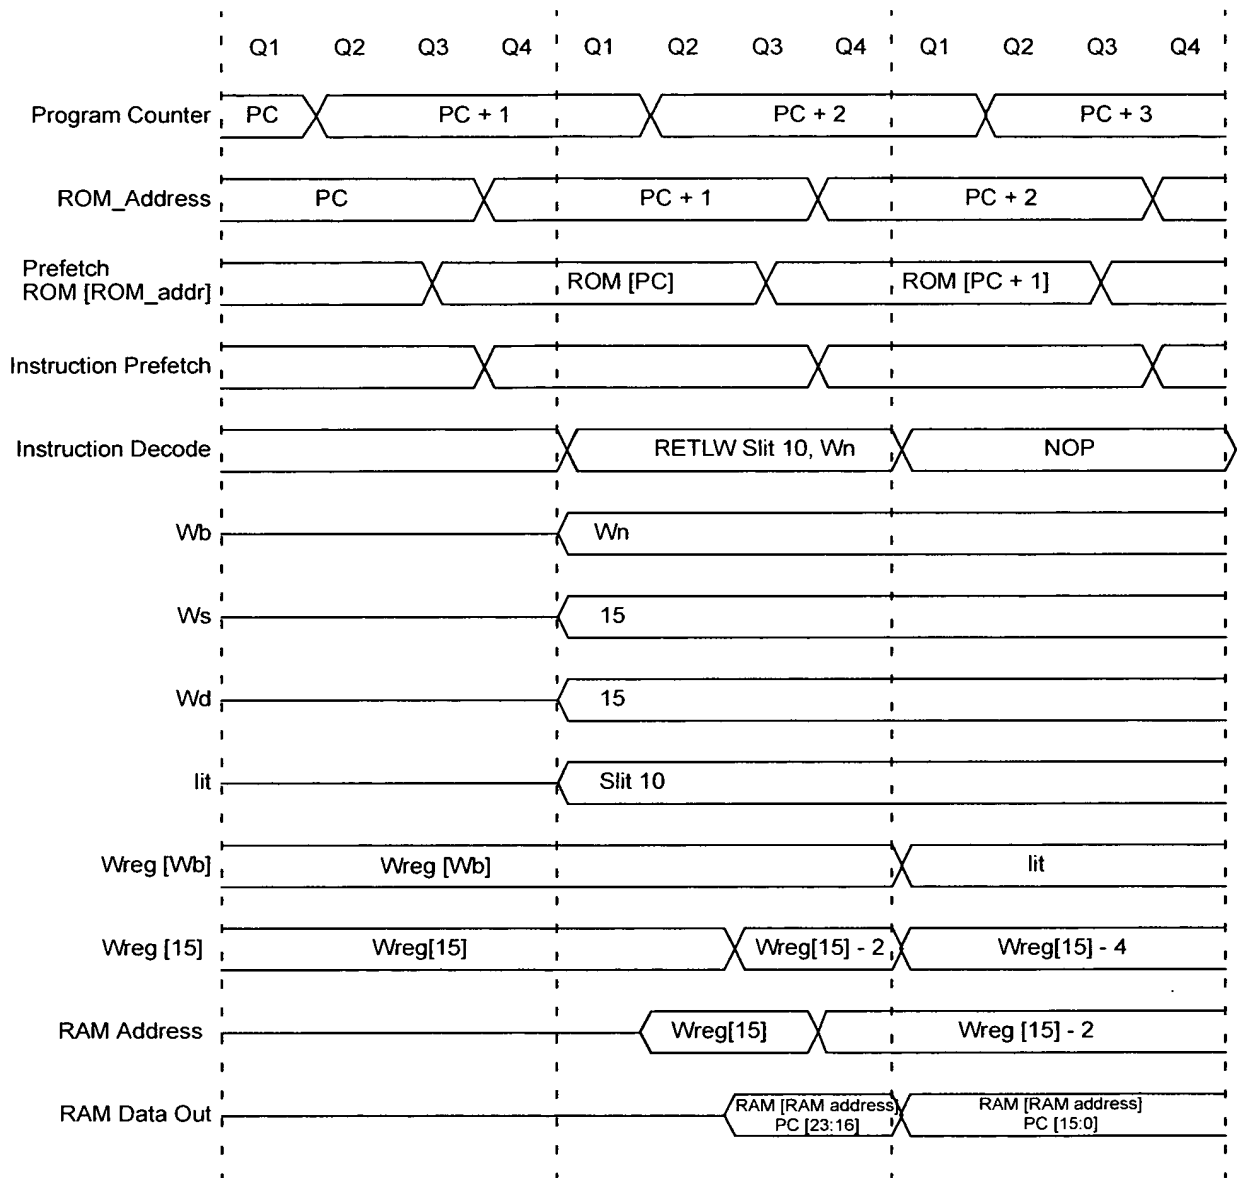 Q1 Q2 Q3 Q4 Q1 Q2 Q3 Q4 Q1 Q2 Q3 Q4
Program Counter PC PC + 1 PC + 2 PC + 3
ROM_Address PC PC + 1 PC + 2
Prefetch
ROM [ROM_addr] ROM [PC] ROM [PC + 1]
Instruction Prefetch
Instruction Decode RETLW Slit 10, Wn NOP
Wb Wn
Ws 15
Wd 15
lit Slit 10
Wreg [Wb] Wreg [Wb] lit
Wreg [15] Wreg[15] Wreg[15] - 2 Wreg[15] - 4
RAM Address Wreg[15] Wreg [15] - 2
RAM Data Out RAM [RAM address] RAM [RAM address]
PC [23:16] PC [15:0]